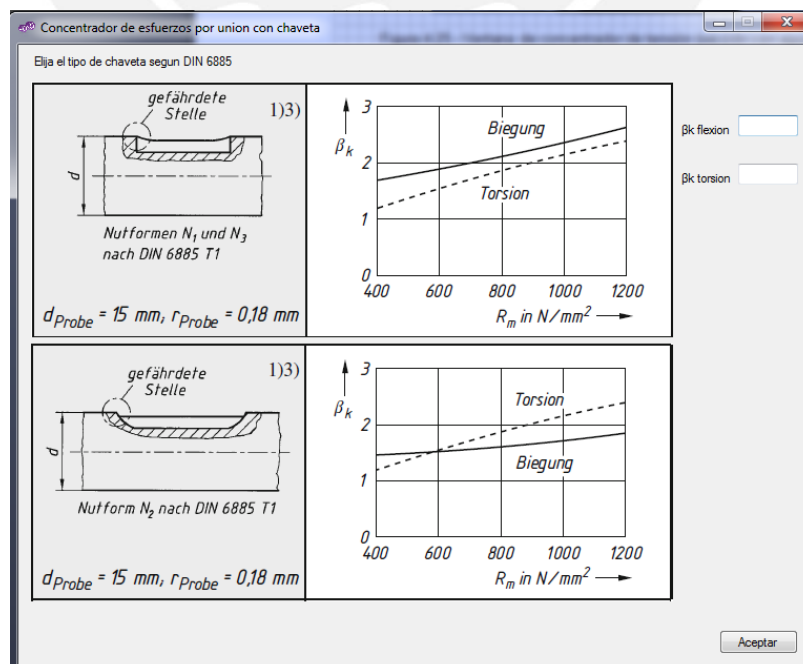 Concentrador de esfuerzos por union con chaveta
Elija el tipo de chaveta segun DIN 6885
gefährdete
Stelle
1)3)
d
Nutformen N1 und N3
nach DIN 6885 T1
dProbe = 15 mm, rProbe = 0,18 mm
3
βk
2
1
0
Biegung
Torsion
400 600 800 1000 1200
Rm in N/mm²
βk flexion
βk torsion
gefährdete
Stelle
1)3)
d
Nutform N2 nach DIN 6885 T1
dProbe = 15 mm, rProbe = 0,18 mm
3
βk
2
1
0
Torsion
Biegung
400 600 800 1000 1200
Rm in N/mm²
Aceptar